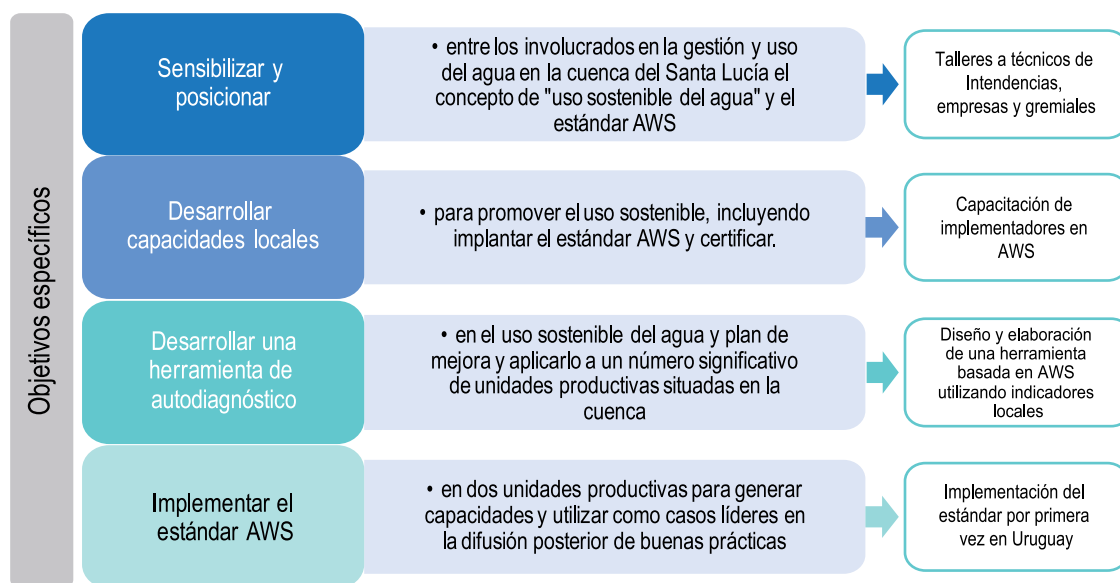 Objetivos específicos
Sensibilizar y
posicionar
• entre los involucrados en la gestión y uso
del agua en la cuenca del Santa Lucía el
concepto de "uso sostenible del agua" y el
estándar AWS
Talleres a técnicos de
Intendencias,
empresas y gremiales
Desarrollar
capacidades locales
• para promover el uso sostenible, incluyendo
implantar el estándar AWS y certificar.
Capacitación de
implementadores en
AWS
Desarrollar una
herramienta de
autodiagnóstico
• en el uso sostenible del agua y plan de
mejora y aplicarlo a un número significativo
de unidades productivas situadas en la
cuenca
Diseño y elaboración
de una herramienta
basada en AWS
utilizando indicadores
locales
Implementar el
estándar AWS
• en dos unidades productivas para generar
capacidades y utilizar como casos líderes en
la difusión posterior de buenas prácticas
Implementación del
estándar por primera
vez en Uruguay